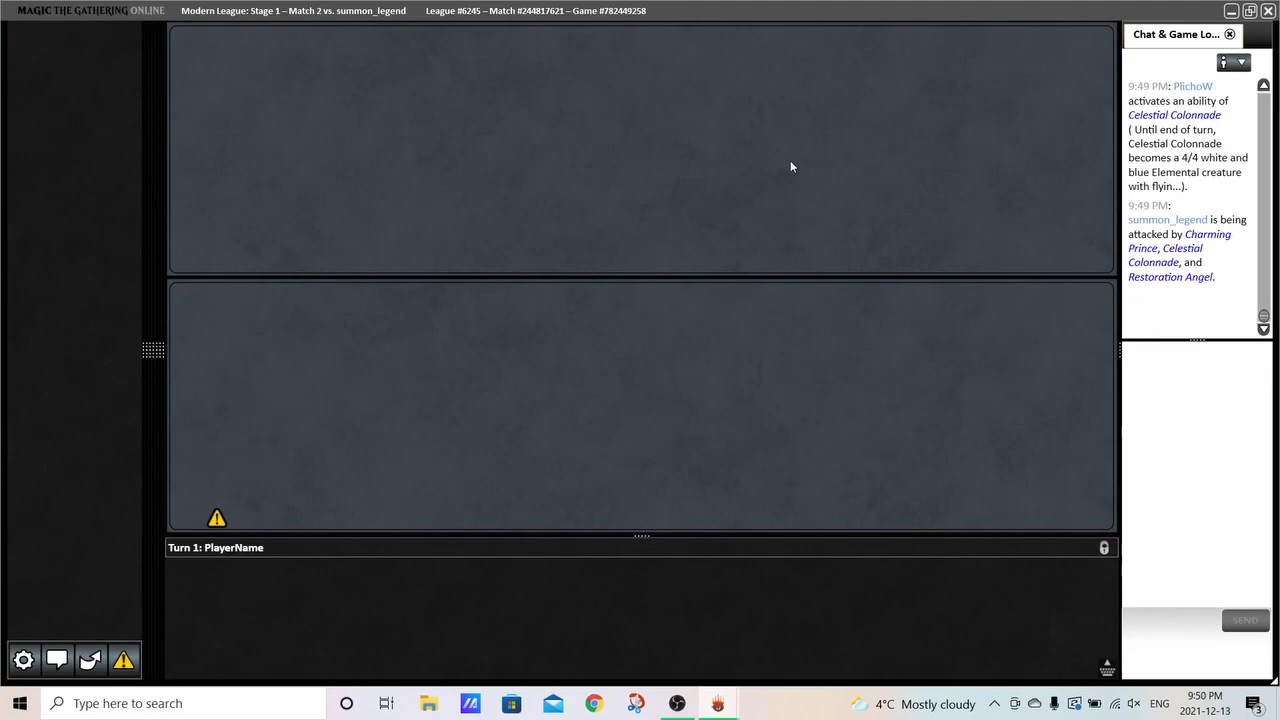 MAGIC THE GATHERING ONLINE
Modern League: Stage 1 – Match 2 vs. summon_legend
League #6245 – Match #244817621 – Game #782449258
Chat & Game Lo...
9:49 PM: PlichoW
activates an ability of
Celestial Colonnade
( Until end of turn,
Celestial Colonnade
becomes a 4/4 white and
blue Elemental creature
with flyin...).
9:49 PM:
summon_legend is being
attacked by Charming
Prince, Celestial
Colonnade, and
Restoration Angel.
Turn 1: PlayerName
SEND
Type here to search
4°C Mostly cloudy
ENG
9:50 PM
2021-12-13
3